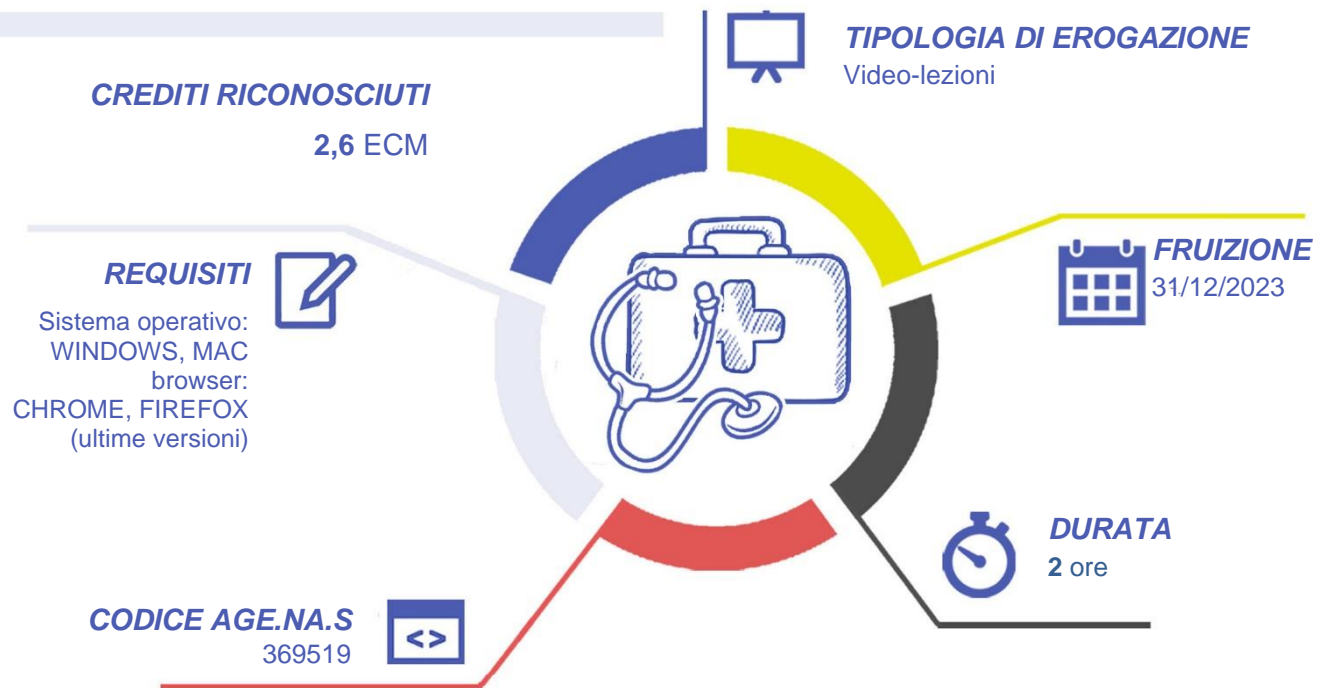 TIPOLOGIA DI EROGAZIONE
Video-lezioni
CREDITI RICONOSCIUTI
2,6 ECM
FRUIZIONE
31/12/2023
REQUISITI
Sistema operativo:
WINDOWS, MAC
browser:
CHROME, FIREFOX
(ultime versioni)
DURATA
2 ore
CODICE AGE.NA.S
369519
<>